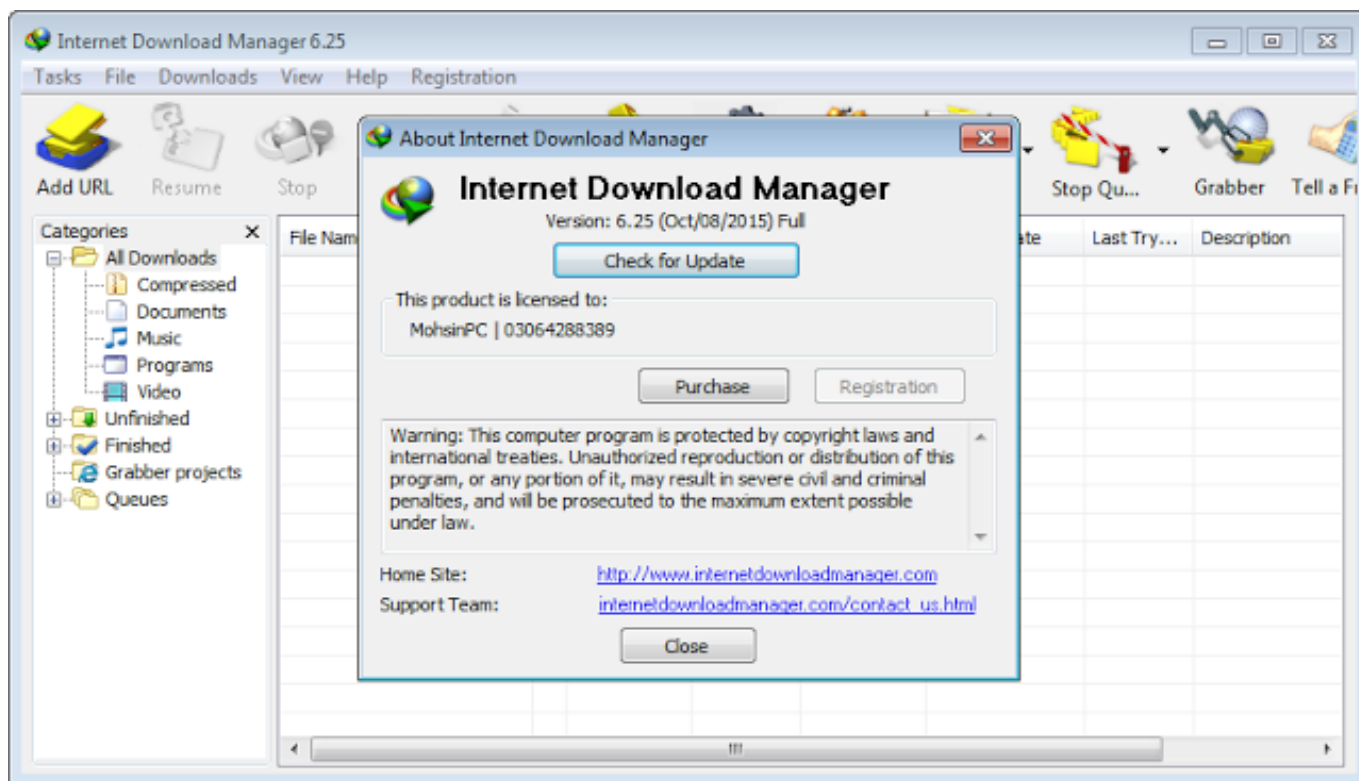 Internet Download Manager 6.25
Tasks File Downloads View Help Registration
Add URL Resume Stop Stop Qu... Grabber Tell a
Categories
All Downloads
Compressed
Documents
Music
Programs
Video
Unfinished
Finished
Grabber projects
Queues
File Last Try... Description
About Internet Download Manager
Internet Download Manager
Version: 6.25 (Oct/08/2015) Full
Check for Update
This product is licensed to:
MohsinPC | 03064288389
Purchase Registration
Warning: This computer program is protected by copyright laws and
international treaties. Unauthorized reproduction or distribution of this
program, or any portion of it, may result in severe civil and criminal
penalties, and will be prosecuted to the maximum extent possible
under law.
Home Site: http://www.internetdownloadmanager.com
Support Team: internetdownloadmanager.com/contact_us.html
Close